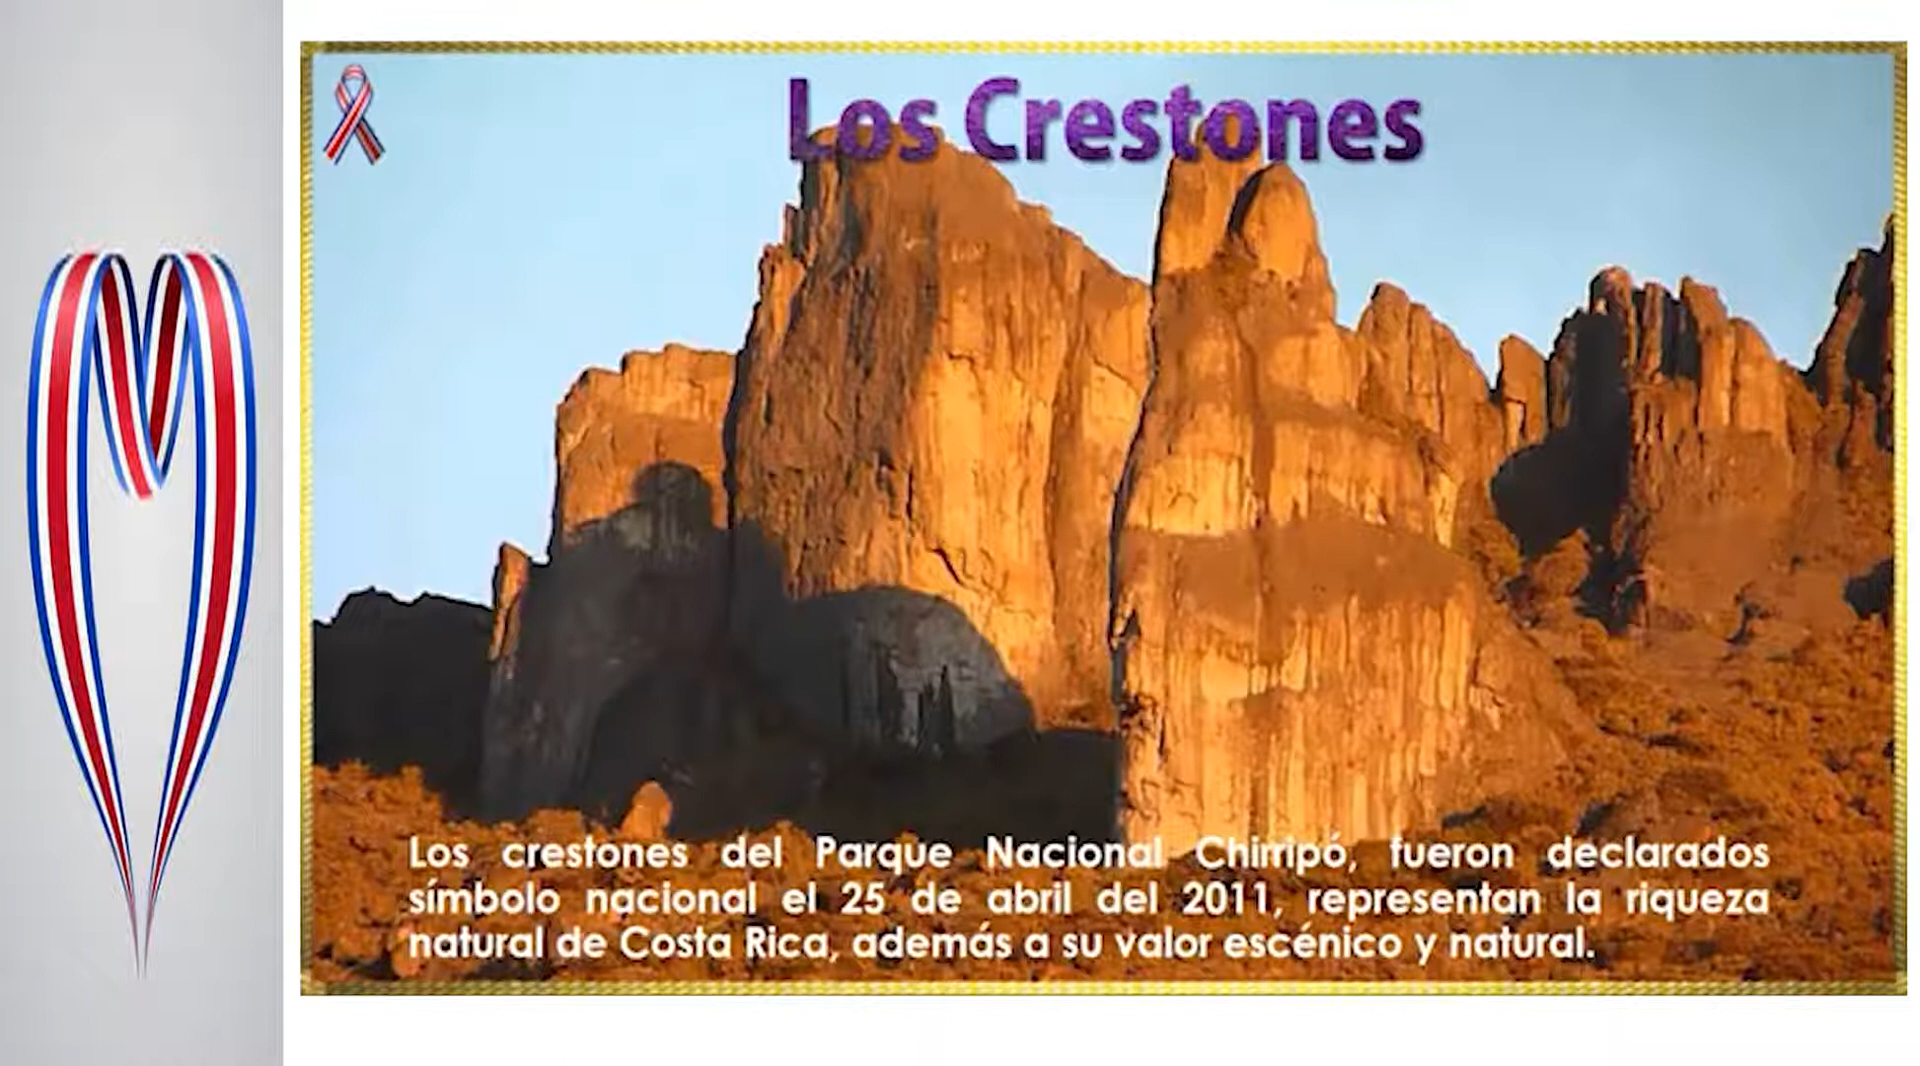 Los Crestones
Los crestones del Parque Nacional Chirripó, fueron declarados
símbolo nacional el 25 de abril del 2011, representan la riqueza
natural de Costa Rica, además a su valor escénico y natural.